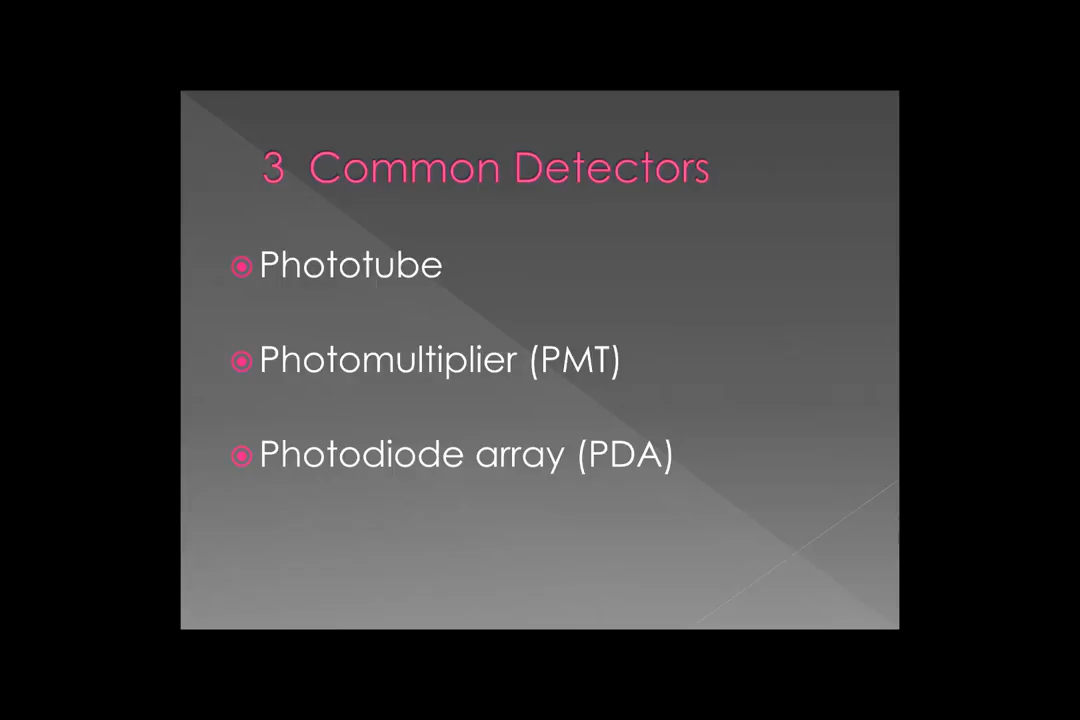 3 Common Detectors
Phototube
Photomultiplier (PMT)
Photodiode array (PDA)